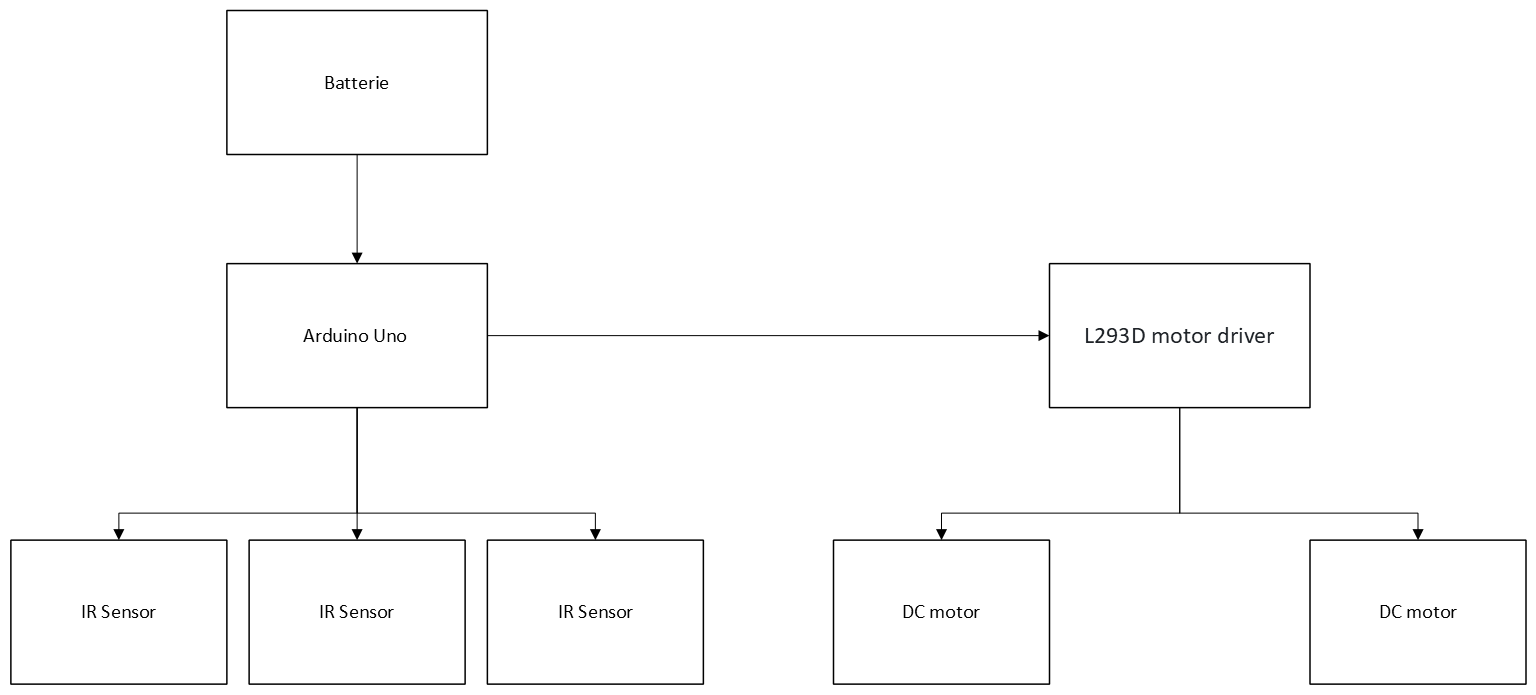 Batterie
Arduino Uno
L293D motor driver
IR Sensor
IR Sensor
IR Sensor
DC motor
DC motor